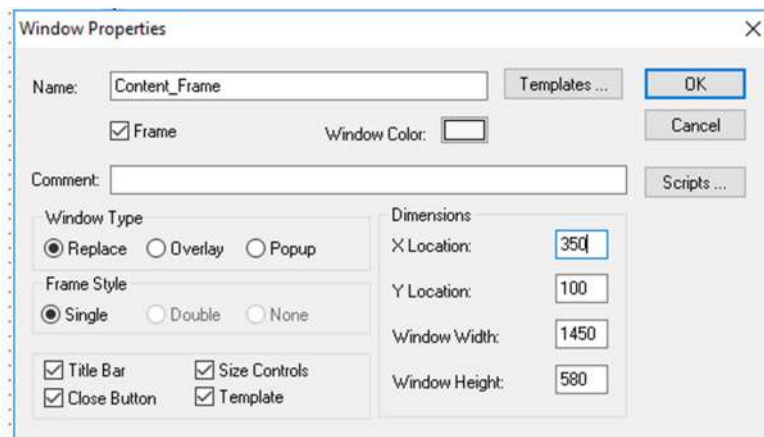 Window Properties
Name: Content_Frame Templates ... OK
Frame Window Color: Cancel
Comment: Scripts ...
Window Type
Replace Overlay Popup
Frame Style
Single Double None
Title Bar Size Controls
Close Button Template
Dimensions
X Location: 350
Y Location: 100
Window Width: 1450
Window Height: 580